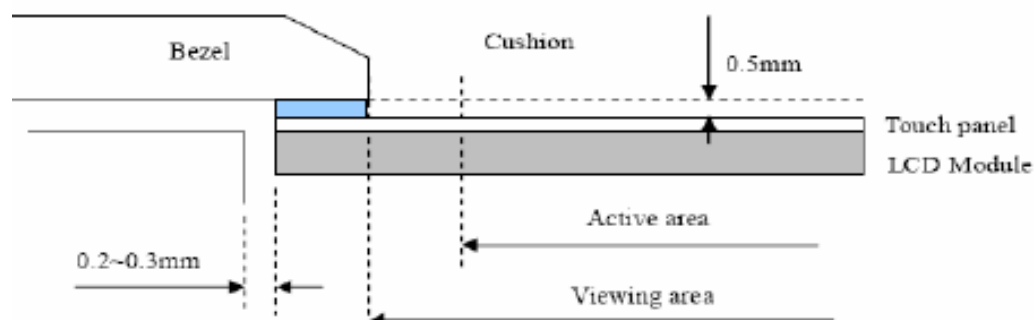 Cushion
Bezel
0.5mm
Touch panel
LCD Module
Active area
0.2~0.3mm
Viewing area